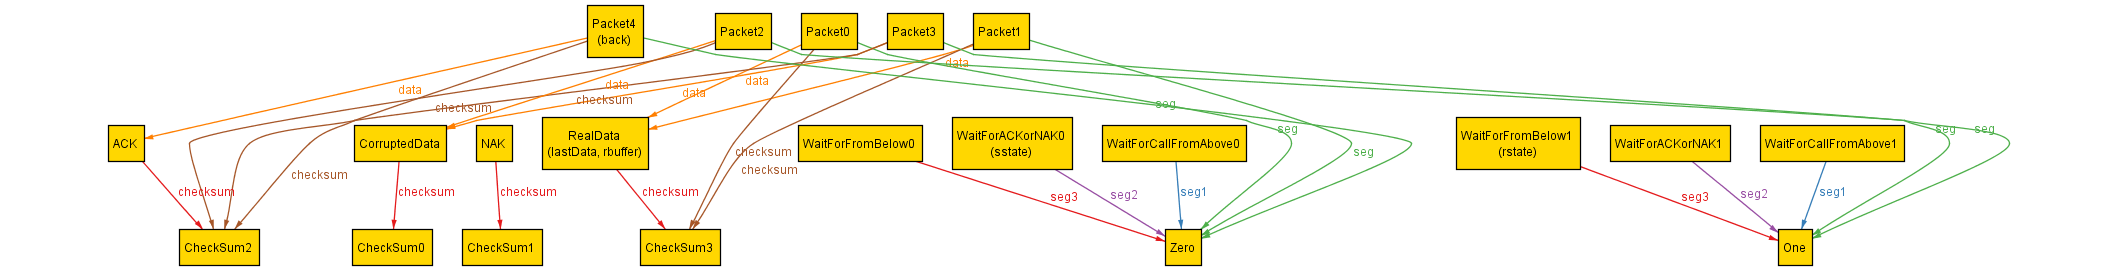 Packet4
(back)
Packet2
Packet0
Packet3
Packet1
data
data
data
data
data
checksum
checksum
seg
seg
seg
seg
seg
ACK
CorruptedData
NAK
RealData
(lastData, rbuffer)
WaitForFromBelow0
WaitForACKorNAK0
(sstate)
WaitForCallFromAbove0
WaitForFromBelow1
(rstate)
WaitForACKorNAK1
WaitForCallFromAbove1
checksum
checksum
checksum
checksum
checksum
checksum
checksum
checksum
seg3
seg2
seg1
seg3
seg2
seg1
CheckSum2
CheckSum0
CheckSum1
CheckSum3
Zero
One